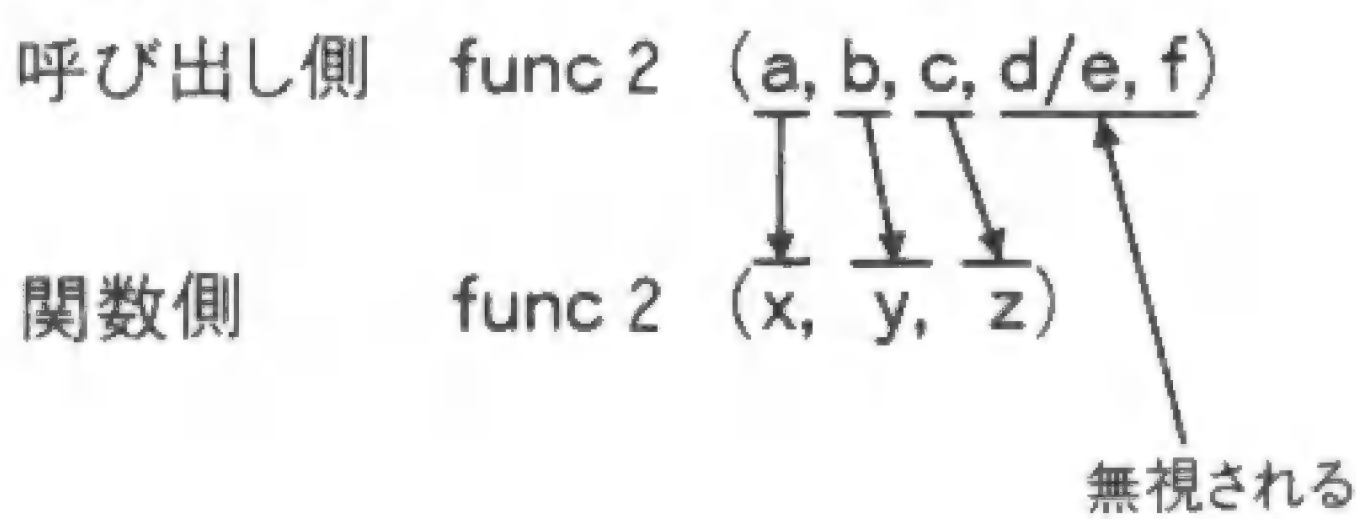 呼び出し側 func 2 (a, b, c, d/e, f)
関数側 func 2 (x, y, z)
無視される